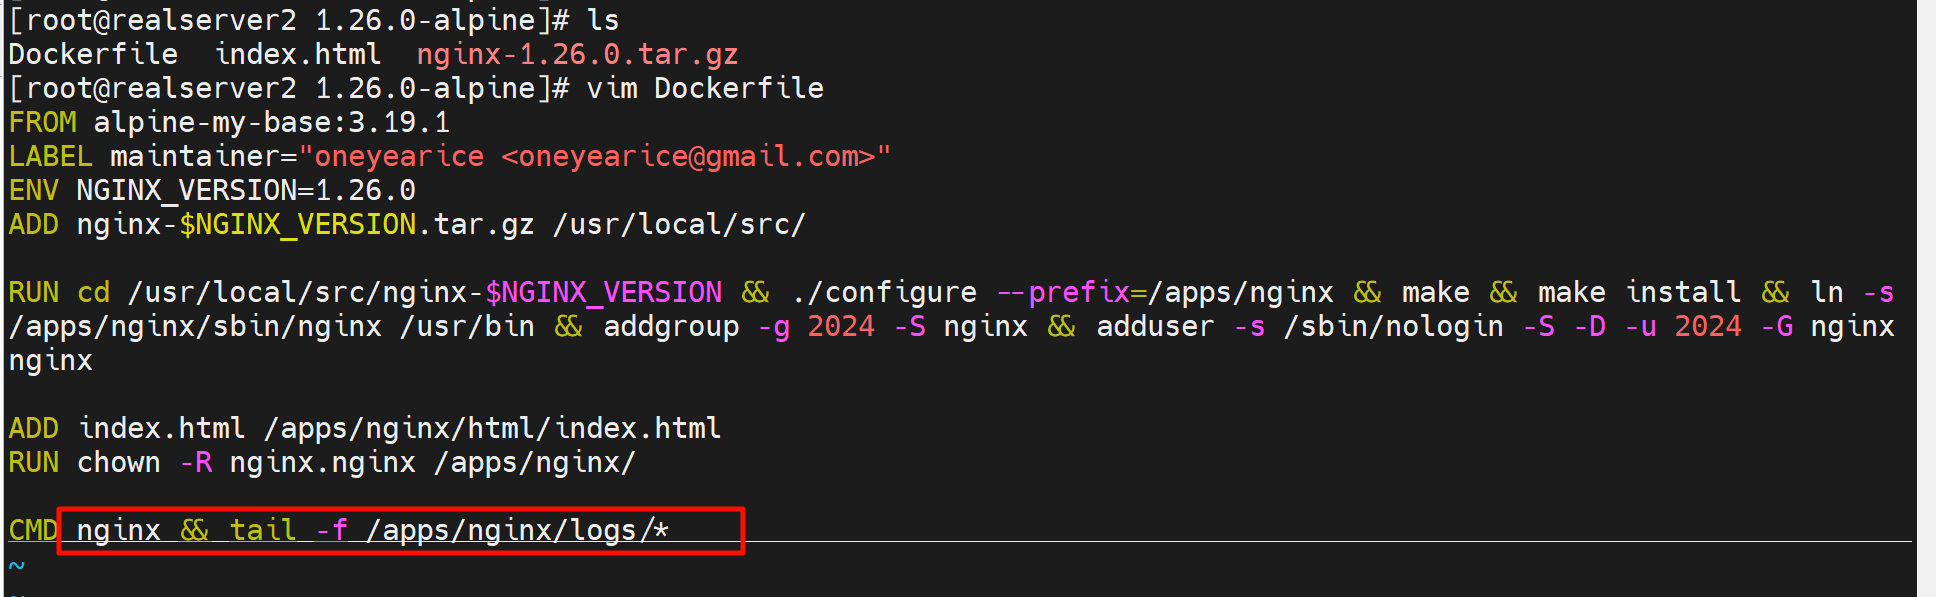 [root@realserver2 1.26.0-alpine]# ls
Dockerfile  index.html  nginx-1.26.0.tar.gz
[root@realserver2 1.26.0-alpine]# vim Dockerfile
FROM alpine-my-base:3.19.1
LABEL maintainer="oneyearice <oneyearice@gmail.com>"
ENV NGINX_VERSION=1.26.0
ADD nginx-$NGINX_VERSION.tar.gz /usr/local/src/
RUN cd /usr/local/src/nginx-$NGINX_VERSION && ./configure --prefix=/apps/nginx && make && make install && ln -s
/apps/nginx/sbin/nginx /usr/bin && addgroup -g 2024 -S nginx && adduser -s /sbin/nologin -S -D -u 2024 -G nginx
nginx
ADD index.html /apps/nginx/html/index.html
RUN chown -R nginx.nginx /apps/nginx/
CMD nginx && tail -f /apps/nginx/logs/*
~